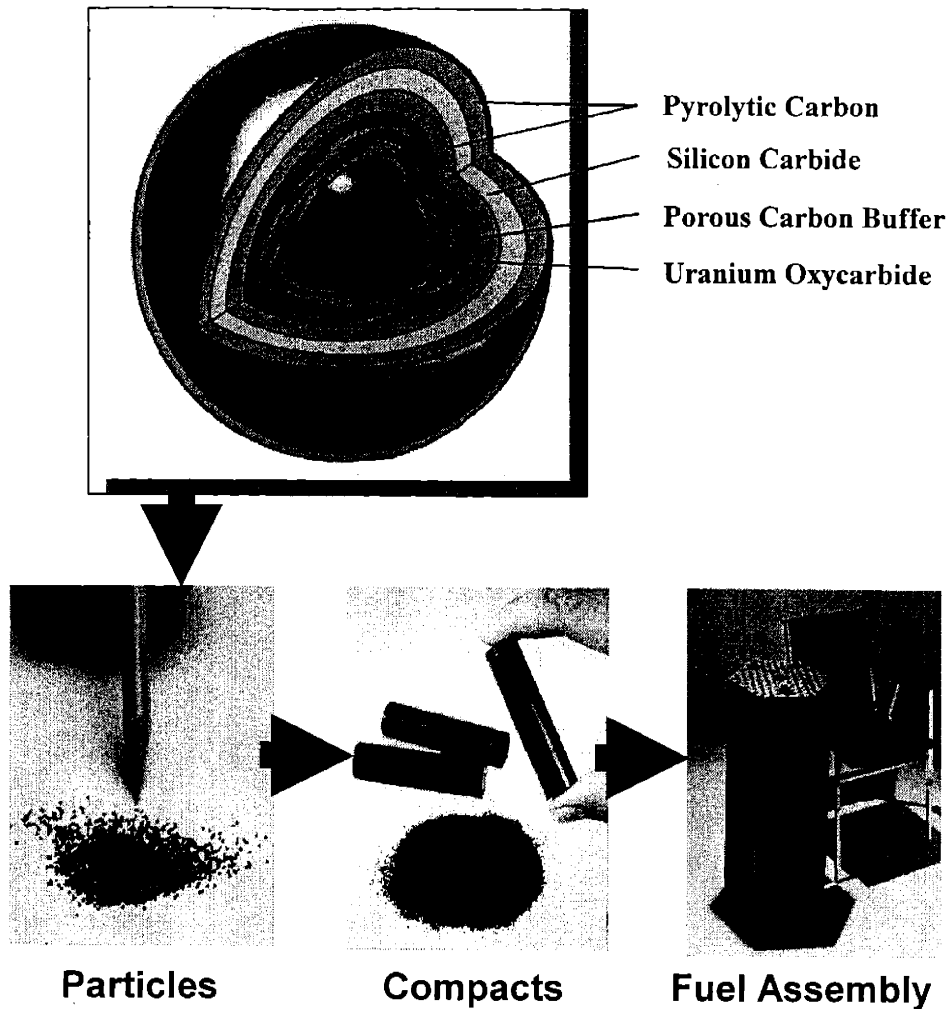 Pyrolytic Carbon
Silicon Carbide
Porous Carbon Buffer
Uranium Oxycarbide
Particles
Compacts
Fuel Assembly